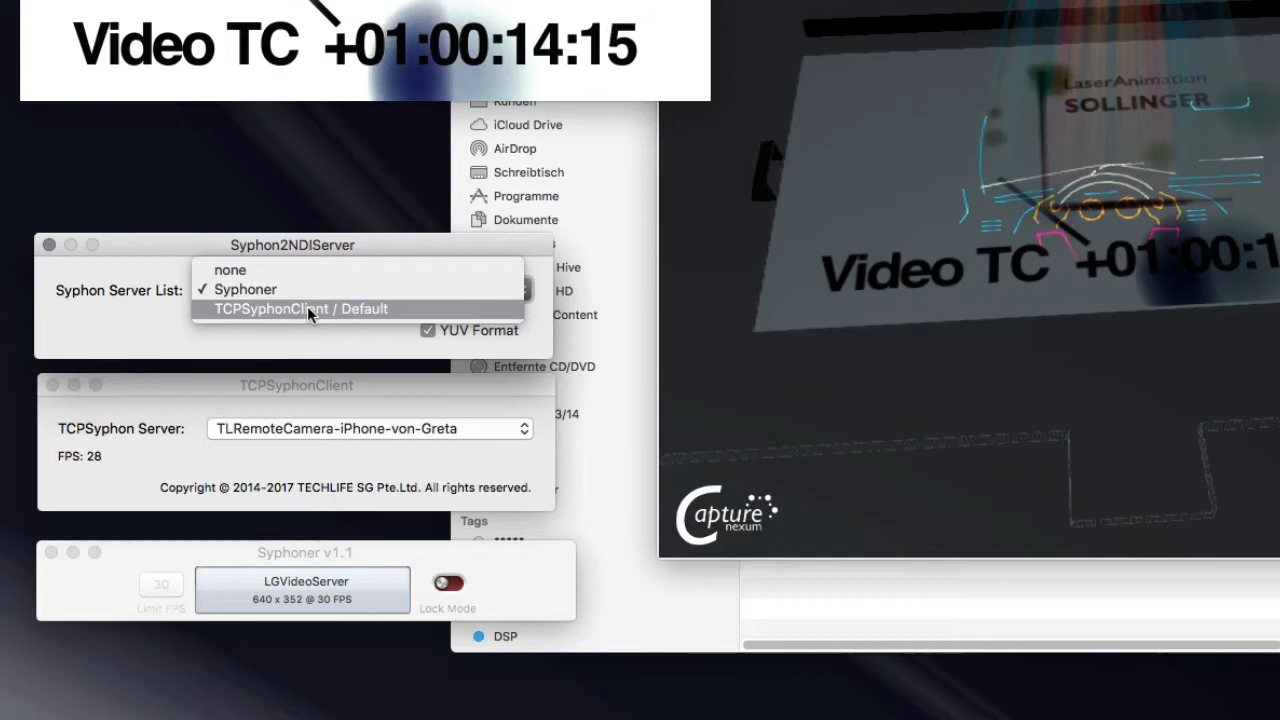 Video TC +01:00:14:15
Kunden
iCloud Drive
AirDrop
Schreibtisch
Programme
Dokumente
Hive
HD
Content
Entfernte CD/DVD
3/14
Tags
DSP
Syphon2NDIServer
Syphon Server List:
none
✓ Syphoner
TCPSyphonClient / Default
YUV Format
TCPSyphonClient
TCPSyphon Server: TLRemoteCamera-iPhone-von-Greta
FPS: 28
Copyright © 2014-2017 TECHLIFE SG Pte.Ltd. All rights reserved.
Syphoner v1.1
30
Limit FPS
LGVideoServer
640 x 352 @ 30 FPS
Lock Mode
LaserAnimation
SOLLINGER
Video TC +01:00:1
Capture
nexum